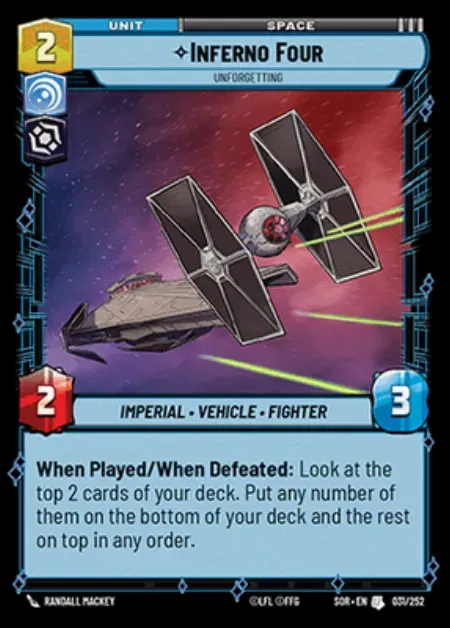 UNIT
SPACE
2
INFERNO FOUR
UNFORGETTING
2
IMPERIAL • VEHICLE • FIGHTER
3
When Played/When Defeated: Look at the
top 2 cards of your deck. Put any number of
them on the bottom of your deck and the rest
on top in any order.
RANDALL MACKEY
©LFL ⓒFFG
SOR • EN
031/252